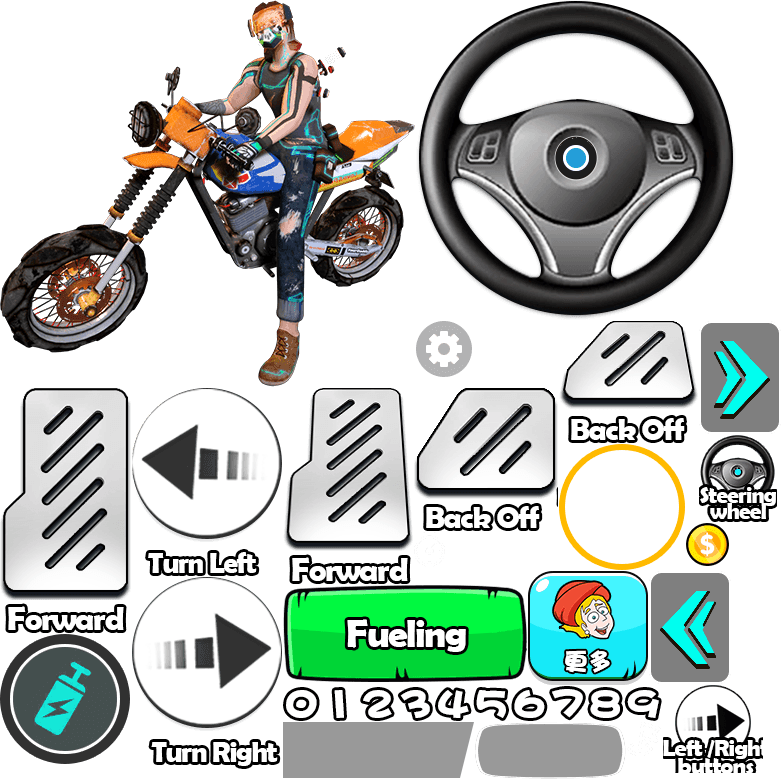 Back Off
Steering
wheel
Back Off
Turn Left
Forward
$
Forward
Fueling
更多
0123456789
Turn Right
Left /Right
buttons